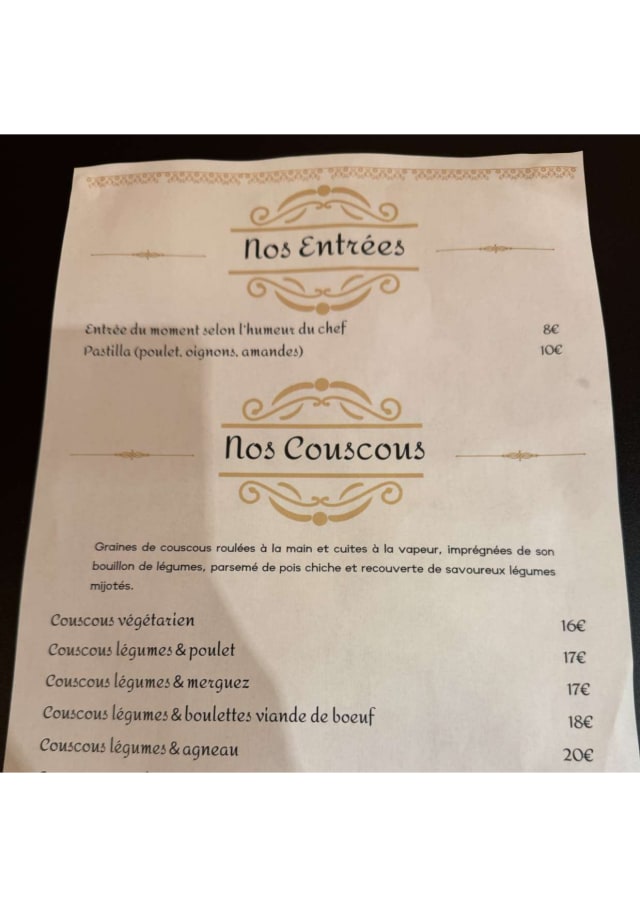 Nos Entrées
Entrée du moment selon l'humeur du chef 8€
Pastilla (poulet, oignons, amandes) 10€
Nos Couscous
Graines de couscous roulées à la main et cuites à la vapeur, imprégnées de son
bouillon de légumes, parsemé de pois chiche et recouverte de savoureux légumes
mijotés.
Couscous végétarien 16€
Couscous légumes & poulet 17€
Couscous légumes & merguez 17€
Couscous légumes & boulettes viande de boeuf 18€
Couscous légumes & agneau 20€